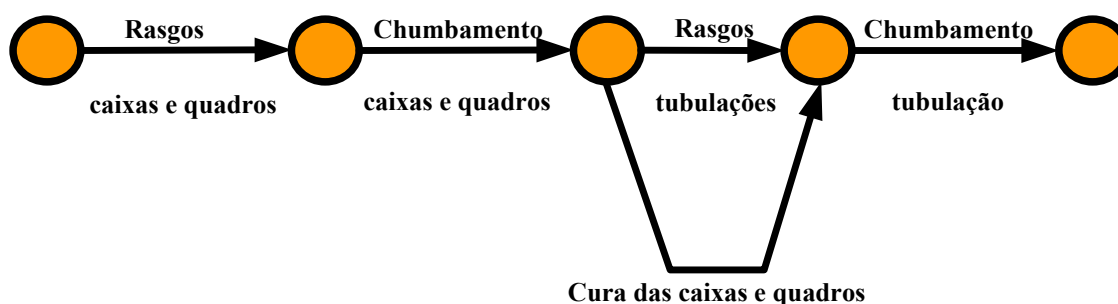 Rasgos
caixas e quadros
Chumbamento
caixas e quadros
Rasgos
tubulações
Chumbamento
tubulação
Cura das caixas e quadros